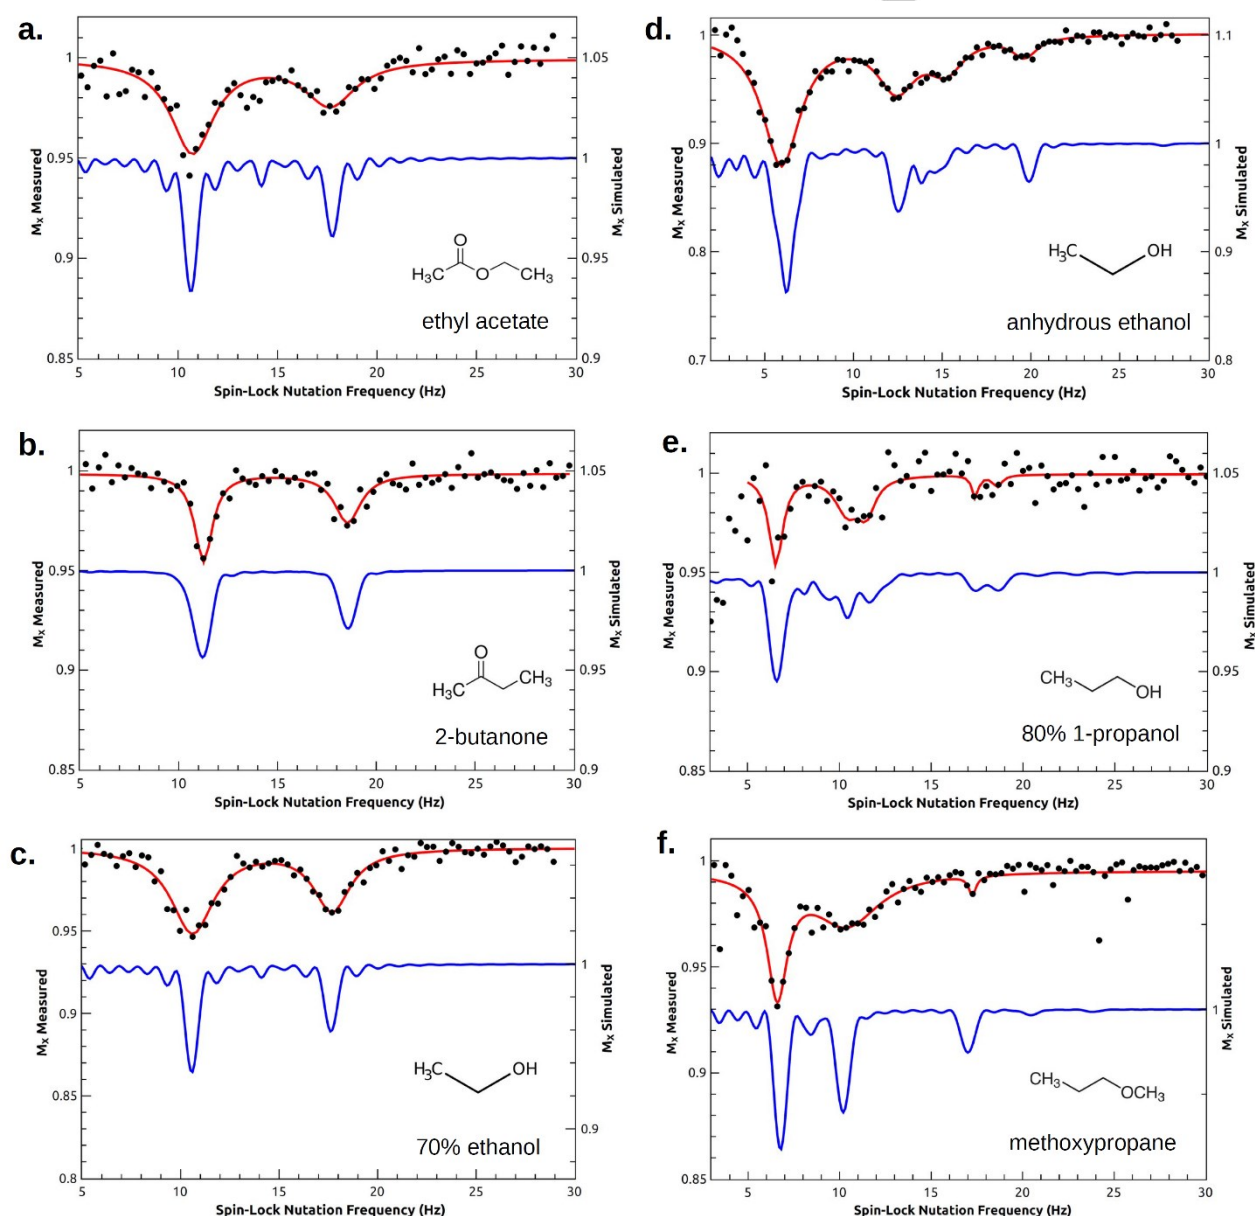 a.
1
0.95
0.9
0.85
1.05
1
0.95
0.9
5 10 15 20 25 30
Mx Measured
Mx Simulated
Spin-Lock Nutation Frequency (Hz)
O
H3C O CH3
ethyl acetate
d.
1
0.9
0.8
0.7
1.1
1
0.9
0.8
5 10 15 20 25 30
Mx Measured
Mx Simulated
Spin-Lock Nutation Frequency (Hz)
H3C OH
anhydrous ethanol
b.
1
0.95
0.9
0.85
1.05
1
0.95
0.9
5 10 15 20 25 30
Mx Measured
Mx Simulated
Spin-Lock Nutation Frequency (Hz)
O
H3C CH3
2-butanone
e.
1
0.95
0.9
0.85
1.05
1
0.95
0.9
5 10 15 20 25 30
Mx Measured
Mx Simulated
Spin-Lock Nutation Frequency (Hz)
CH3 OH
80% 1-propanol
c.
1
0.95
0.9
0.85
0.8
1
0.9
5 10 15 20 25 30
Mx Measured
Mx Simulated
Spin-Lock Nutation Frequency (Hz)
H3C OH
70% ethanol
f.
1
0.95
0.9
0.85
1
5 10 15 20 25 30
Mx Measured
Mx Simulated
Spin-Lock Nutation Frequency (Hz)
CH3 OCH3
methoxypropane